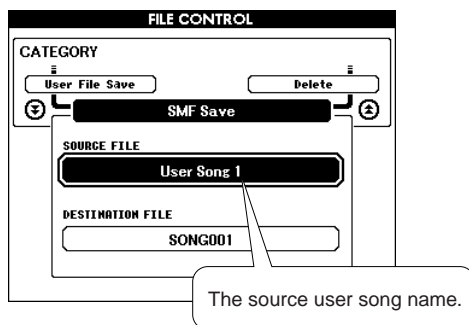 FILE CONTROL
CATEGORY
User File Save
Delete
SMF Save
SOURCE FILE
User Song 1
DESTINATION FILE
SONG001
The source user song name.